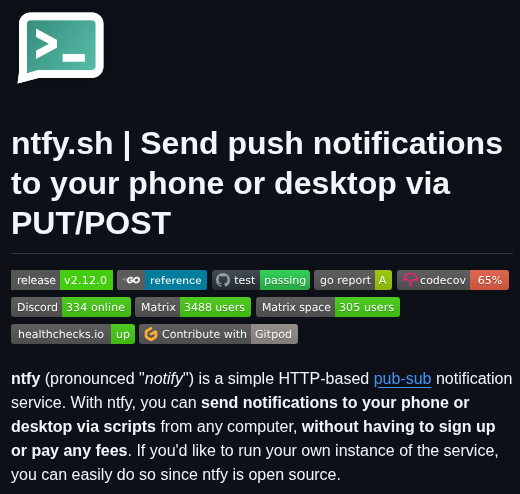 >_
ntfy.sh | Send push notifications
to your phone or desktop via
PUT/POST
release v2.12.0 GO reference test passing go report A codecov 65%
Discord 334 online Matrix 3488 users Matrix space 305 users
healthchecks.io up Contribute with Gitpod
ntfy (pronounced "notify") is a simple HTTP-based pub-sub notification
service. With ntfy, you can send notifications to your phone or
desktop via scripts from any computer, without having to sign up
or pay any fees. If you'd like to run your own instance of the service,
you can easily do so since ntfy is open source.